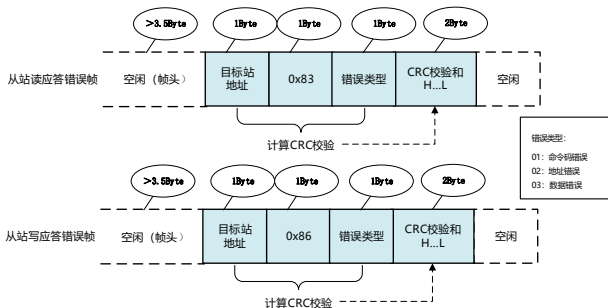 >3.5Byte
1Byte
1Byte
1Byte
2Byte
从站读应答错误帧
空闲（帧头）
目标站
地址
0x83
错误类型
CRC校验和
H...L
空闲
计算CRC校验
错误类型：
01：命令码错误
02：地址错误
03：数据错误
>3.5Byte
1Byte
1Byte
1Byte
2Byte
从站写应答错误帧
空闲（帧头）
目标站
地址
0x86
错误类型
CRC校验和
H...L
空闲
计算CRC校验